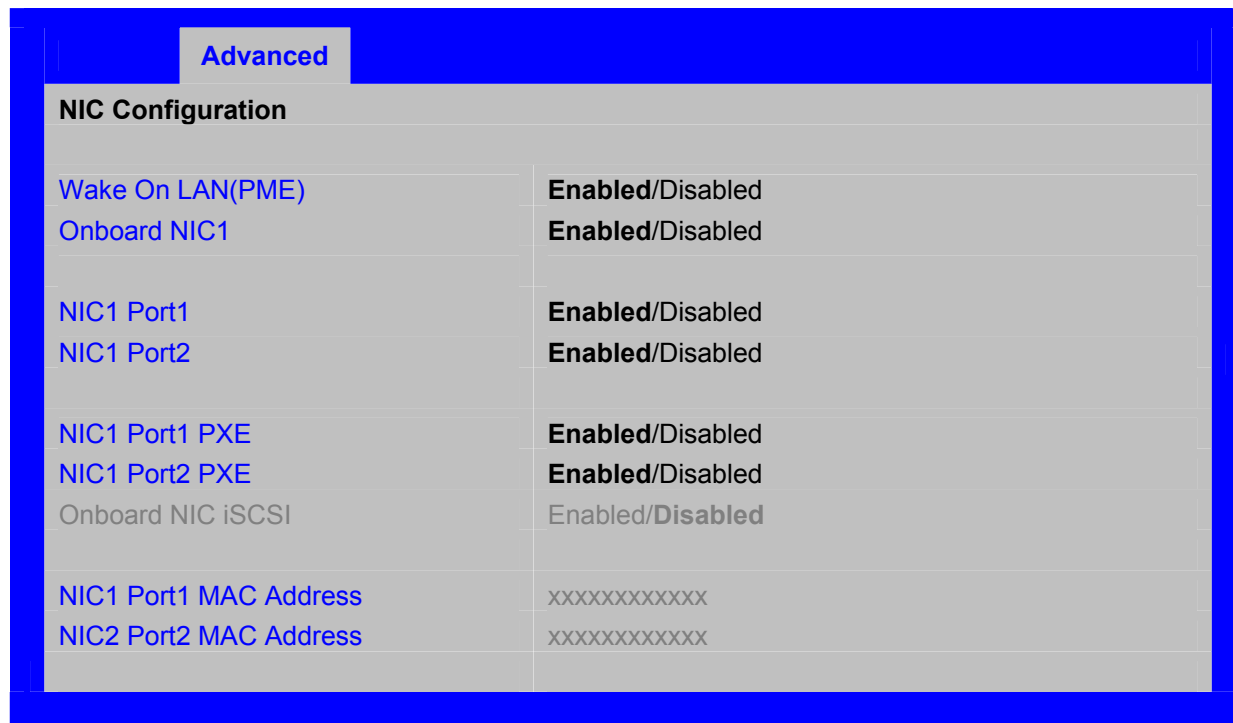 Advanced
NIC Configuration
Wake On LAN(PME) Enabled/Disabled
Onboard NIC1 Enabled/Disabled
NIC1 Port1 Enabled/Disabled
NIC1 Port2 Enabled/Disabled
NIC1 Port1 PXE Enabled/Disabled
NIC1 Port2 PXE Enabled/Disabled
Onboard NIC iSCSI Enabled/Disabled
NIC1 Port1 MAC Address xxxxxxxxxxxx
NIC2 Port2 MAC Address xxxxxxxxxxxx